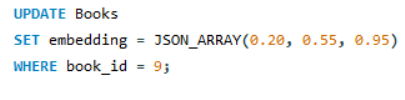 UPDATE Books
SET embedding = JSON_ARRAY(0.20, 0.55, 0.95)
WHERE book_id = 9;